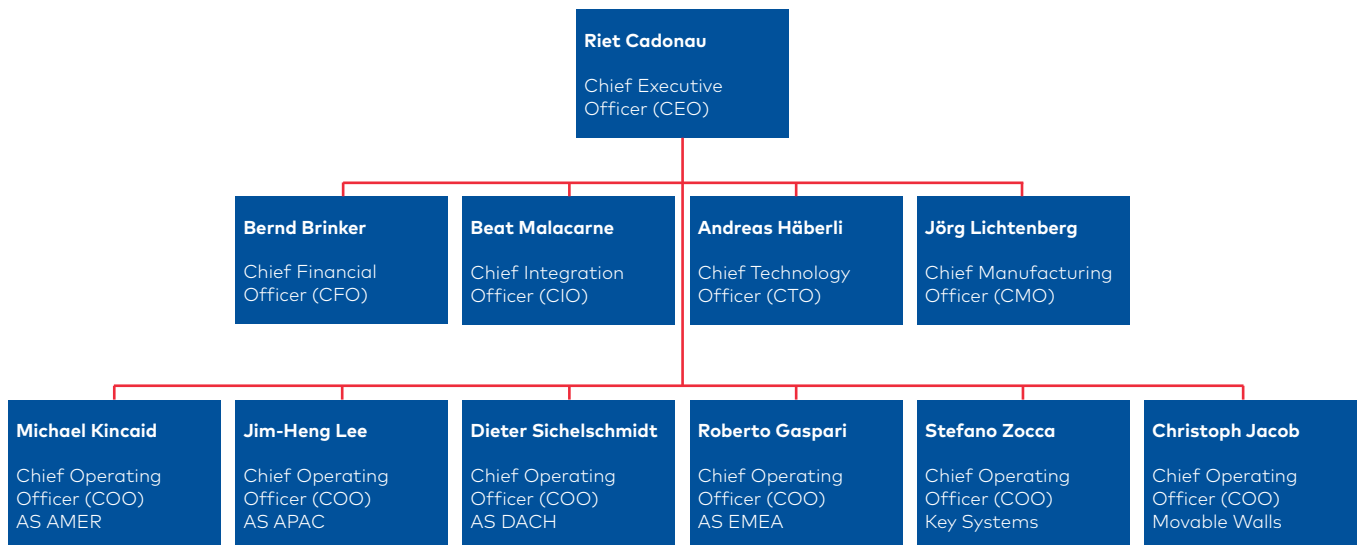 Riet Cadonau
Chief Executive
Officer (CEO)
Bernd Brinker
Chief Financial
Officer (CFO)
Beat Malacarne
Chief Integration
Officer (CIO)
Andreas Häberli
Chief Technology
Officer (CTO)
Jörg Lichtenberg
Chief Manufacturing
Officer (CMO)
Michael Kincaid
Chief Operating
Officer (COO)
AS AMER
Jim-Heng Lee
Chief Operating
Officer (COO)
AS APAC
Dieter Sichelschmidt
Chief Operating
Officer (COO)
AS DACH
Roberto Gaspari
Chief Operating
Officer (COO)
AS EMEA
Stefano Zocca
Chief Operating
Officer (COO)
Key Systems
Christoph Jacob
Chief Operating
Officer (COO)
Movable Walls